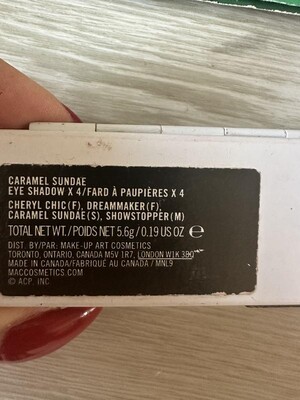 CARAMEL SUNDAE
EYE SHADOW X 4/FARD À PAUPIÈRES X 4
CHERYL CHIC(F), DREAMMAKER(F),
CARAMEL SUNDAE(S), SHOWSTOPPER(M)
TOTAL NET WT./POIDS NET 5.6g/0.19 US OZ ℮
DIST. BY/PAR: MAKE-UP ART COSMETICS
TORONTO, ONTARIO, CANADA M5V 1R7, LONDON W1K 3BQ
MADE IN CANADA/FABRIQUÉ AU CANADA / MNL9
MACCOSMETICS.COM
© ACP, INC